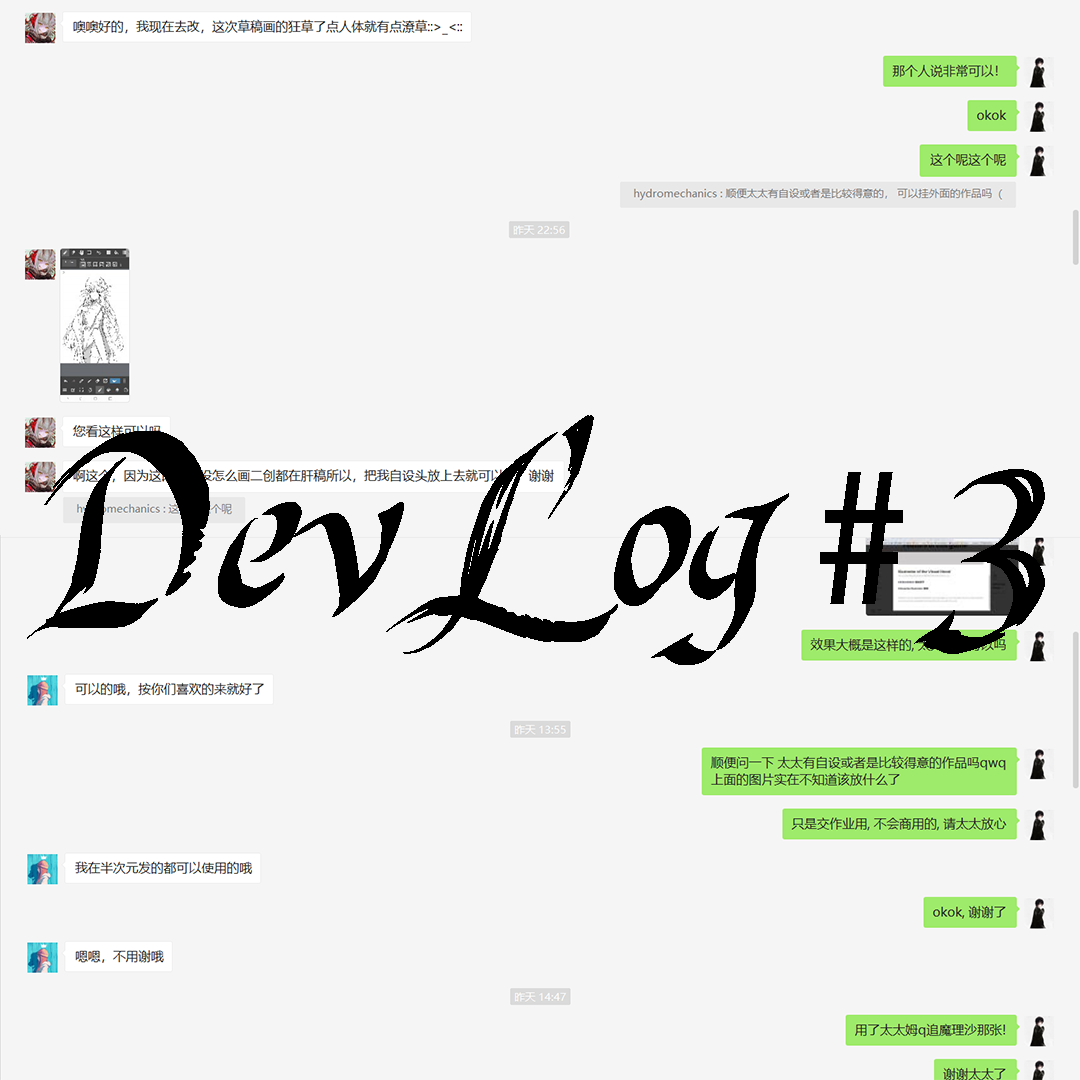 噢噢好的，我现在去改，这次草稿画的狂草了点人体就有点潦草::>_<::
那个人说非常可以！
okok
这个呢这个呢
hydromechanics : 顺便太太有自设或者是比较得意的， 可以挂外面的作品吗（
昨天 22:56
您看这样可以吗
啊这个，因为这 没怎么画二创都在肝稿所以，把我自设头放上去就可以 谢谢
hydromechanics : 这 个呢
Dev Log #3
效果大概是这样的, 太 以吗
可以的哦，按你们喜欢的来就好了
昨天 13:55
顺便问一下 太太有自设或者是比较得意的作品吗qwq
上面的图片实在不知道该放什么了
只是交作业用, 不会商用的, 请太太放心
我在半次元发的都可以使用的哦
okok, 谢谢了
嗯嗯，不用谢哦
昨天 14:47
用了太太姆q追魔理沙那张!
谢谢太太了